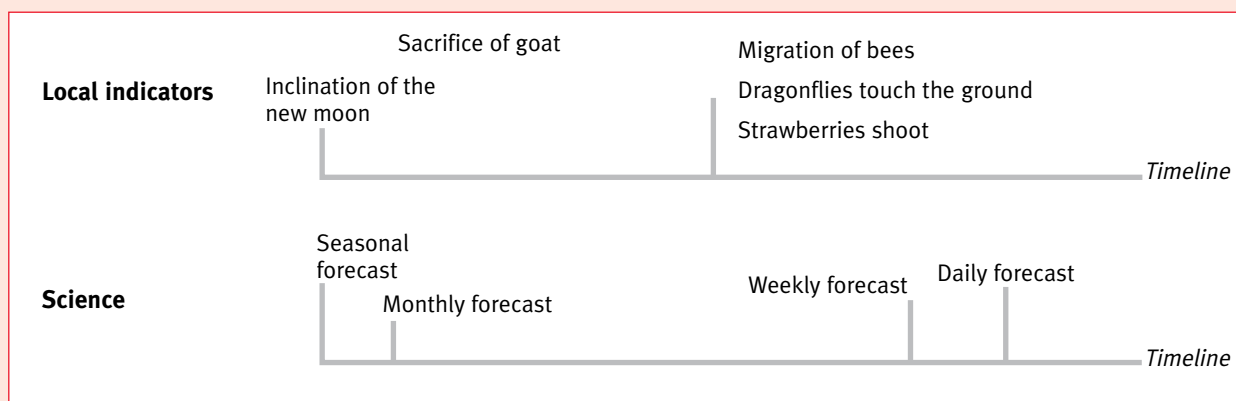 Sacrifice of goat
Local indicators
Inclination of the
new moon
Migration of bees
Dragonflies touch the ground
Strawberries shoot
Timeline
Science
Seasonal
forecast
Monthly forecast
Weekly forecast
Daily forecast
Timeline